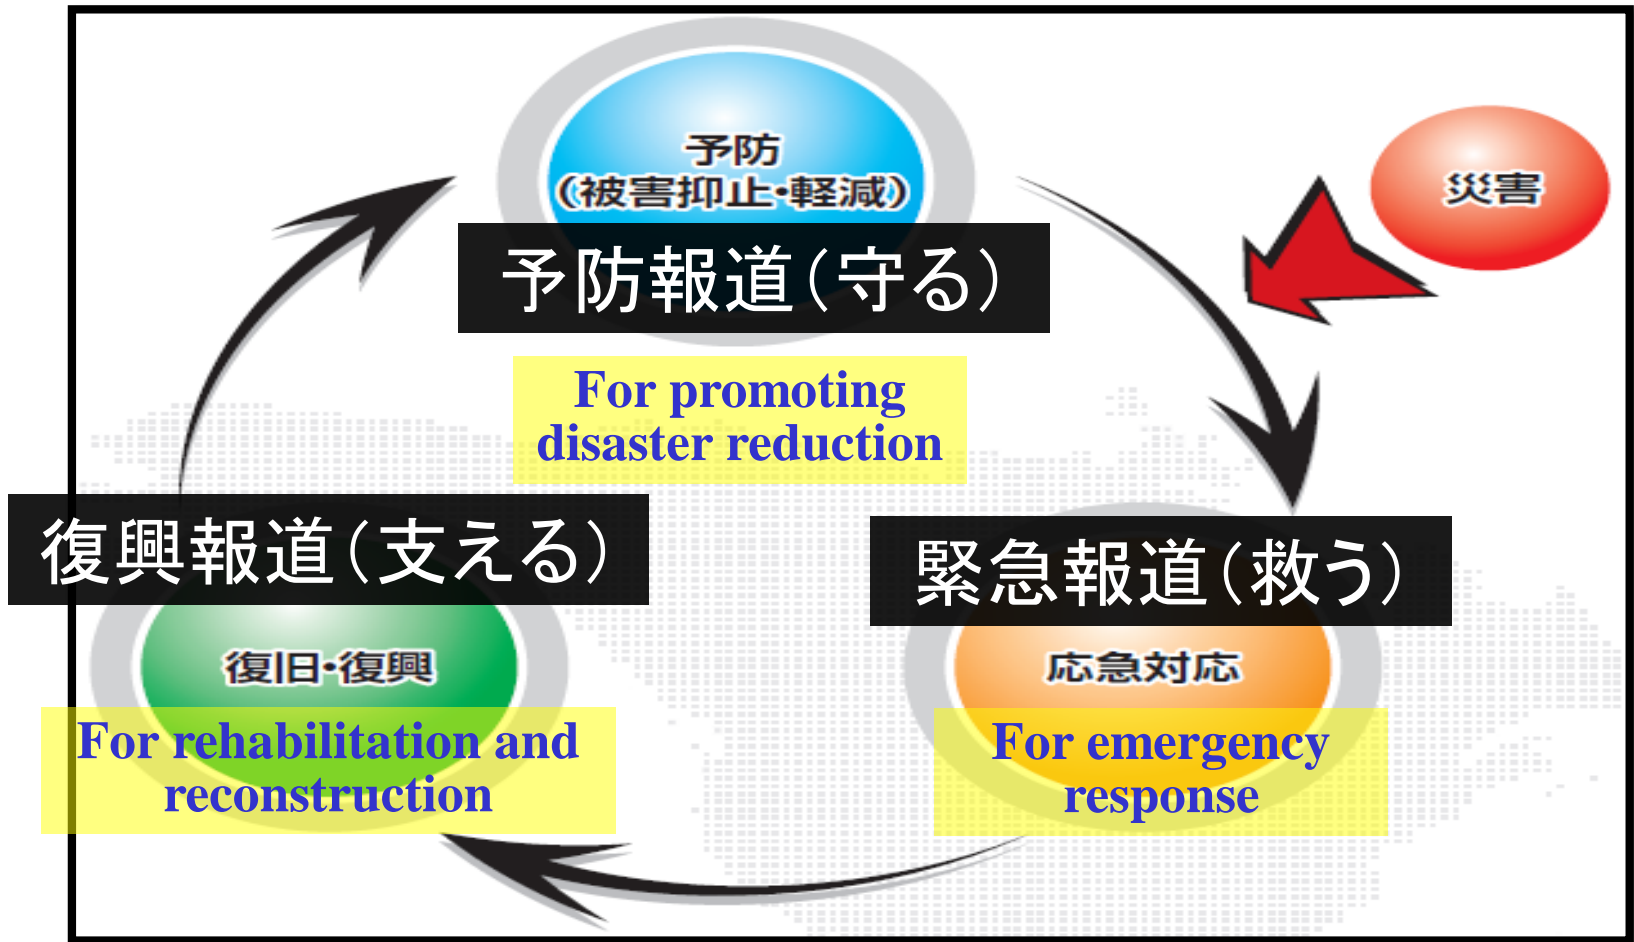 予防
（被害抑止・軽減）
予防報道（守る）
For promoting
disaster reduction
災害
復興報道（支える）
復旧・復興
For rehabilitation and
reconstruction
緊急報道（救う）
応急対応
For emergency
response